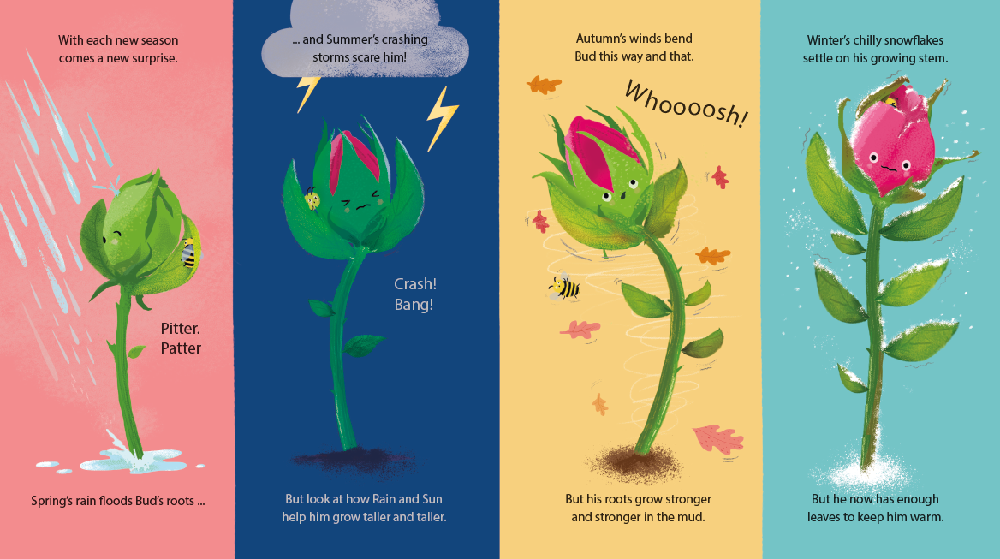 With each new season
comes a new surprise.
Pitter.
Patter
Spring's rain floods Bud's roots ...
... and Summer's crashing
storms scare him!
Crash!
Bang!
But look at how Rain and Sun
help him grow taller and taller.
Autumn's winds bend
Bud this way and that.
Whoooosh!
But his roots grow stronger
and stronger in the mud.
Winter's chilly snowflakes
settle on his growing stem.
But he now has enough
leaves to keep him warm.